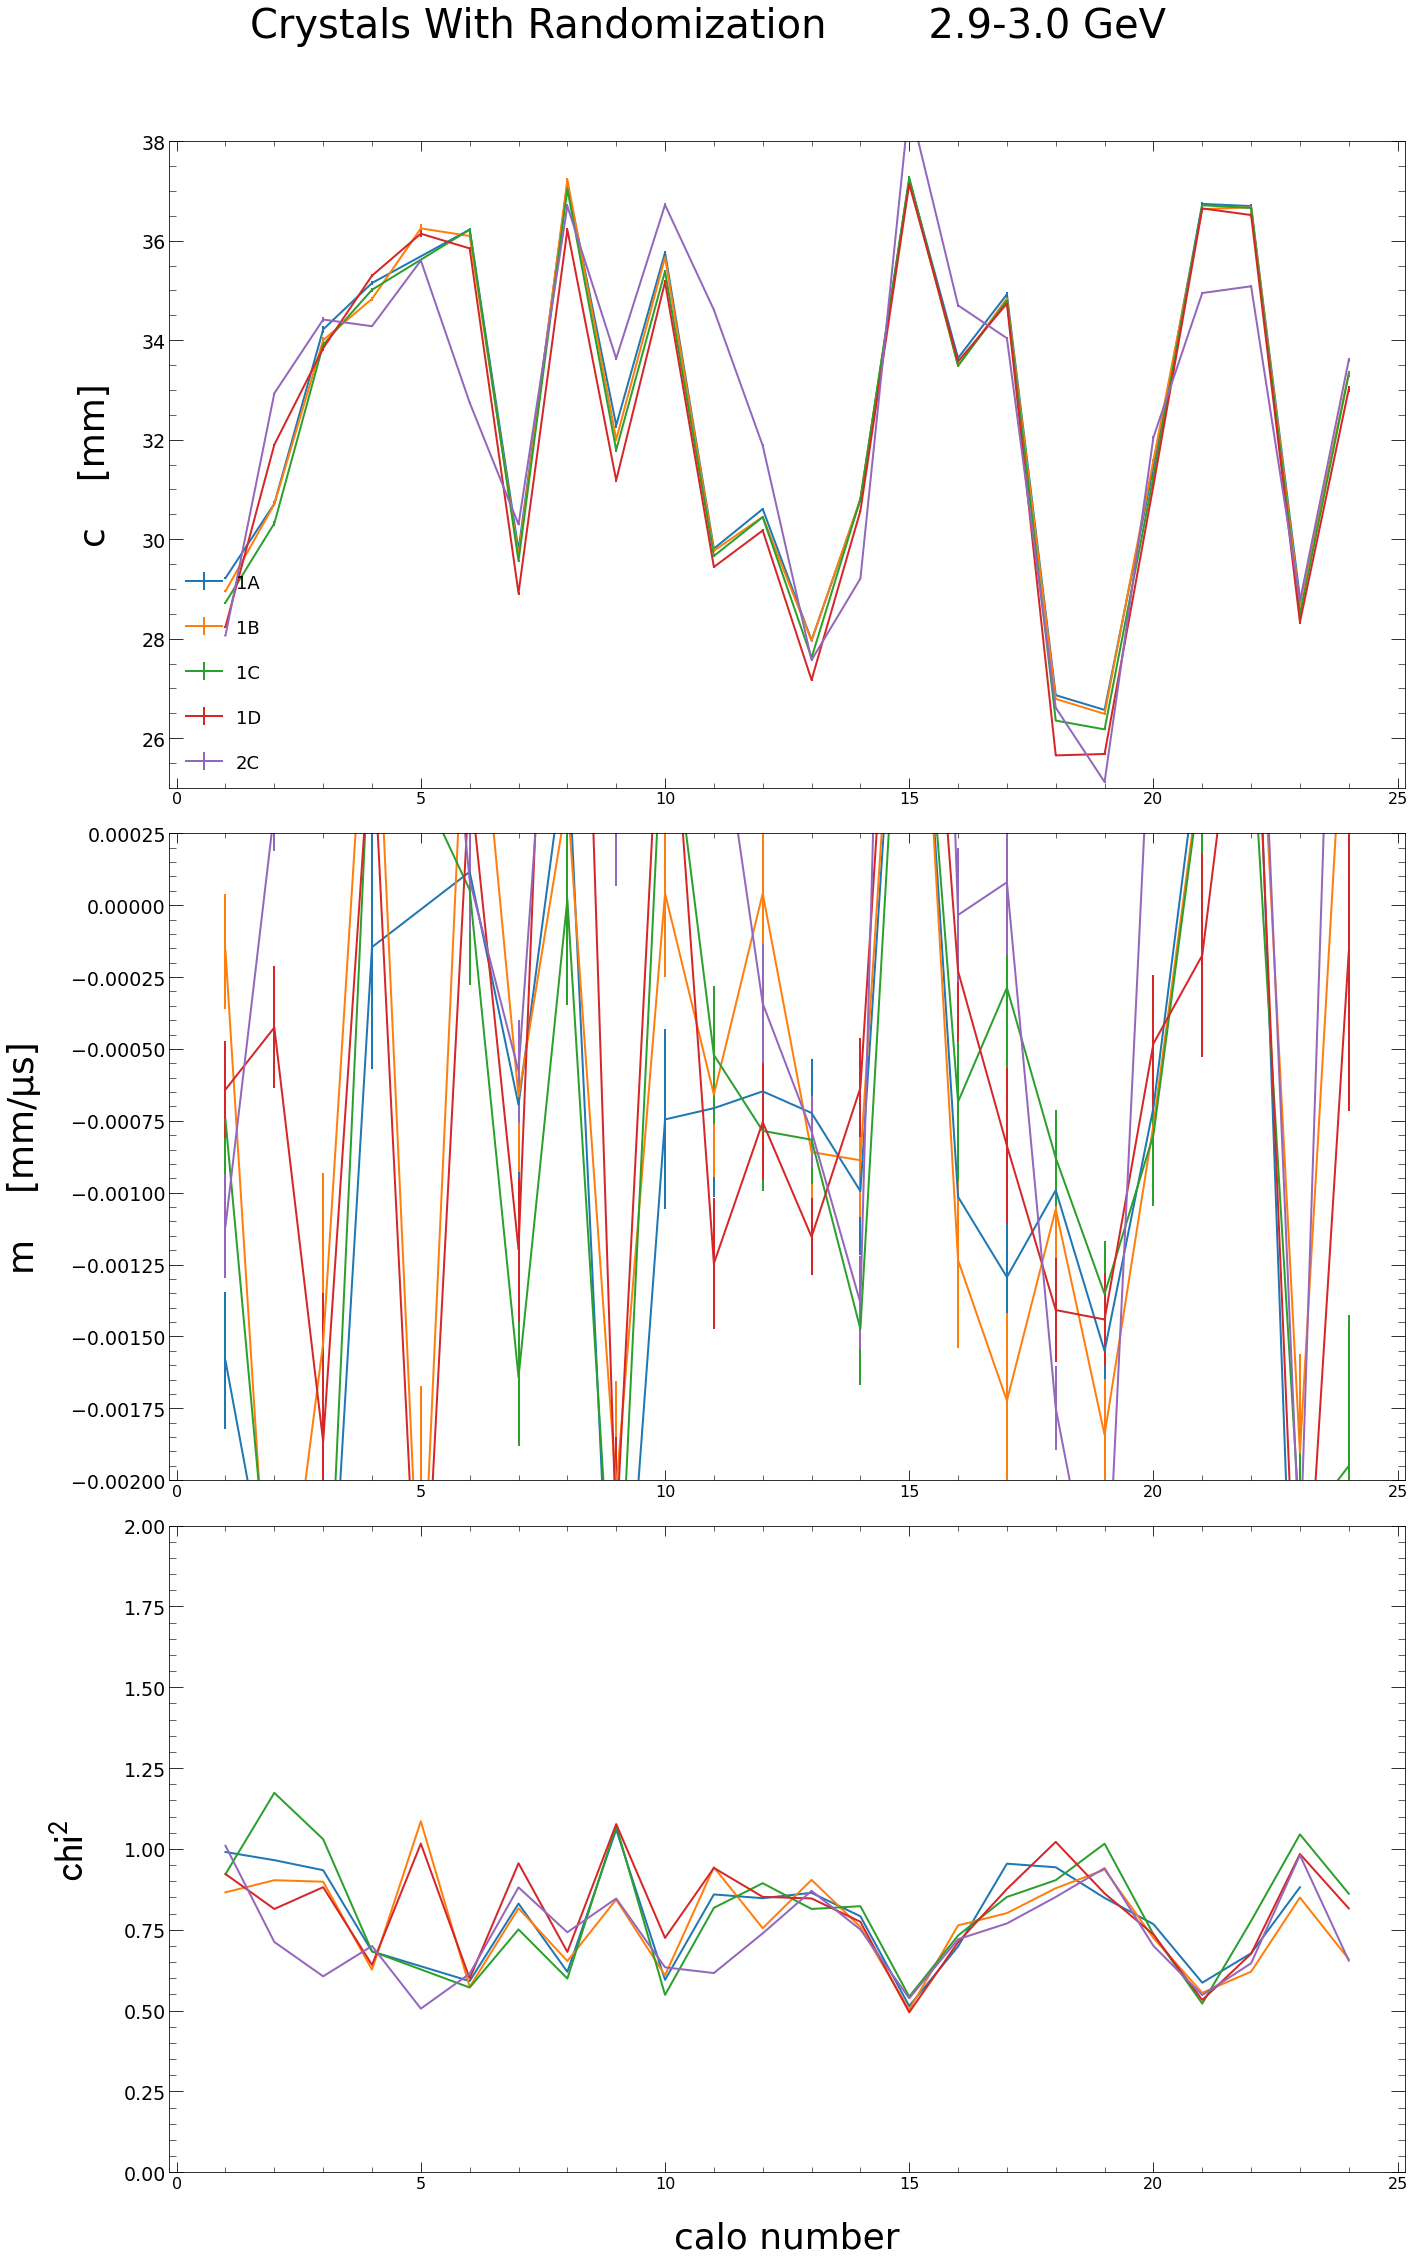 Crystals With Randomization 2.9-3.0 GeV
38
36
34
32
30
28
26
c [mm]
1A
1B
1C
1D
2C
0 5 10 15 20 25
0.00025
0.00000
−0.00025
−0.00050
−0.00075
−0.00100
−0.00125
−0.00150
−0.00175
−0.00200
m [mm/μs]
0 5 10 15 20 25
2.00
1.75
1.50
1.25
1.00
0.75
0.50
0.25
0.00
chi²
0 5 10 15 20 25
calo number